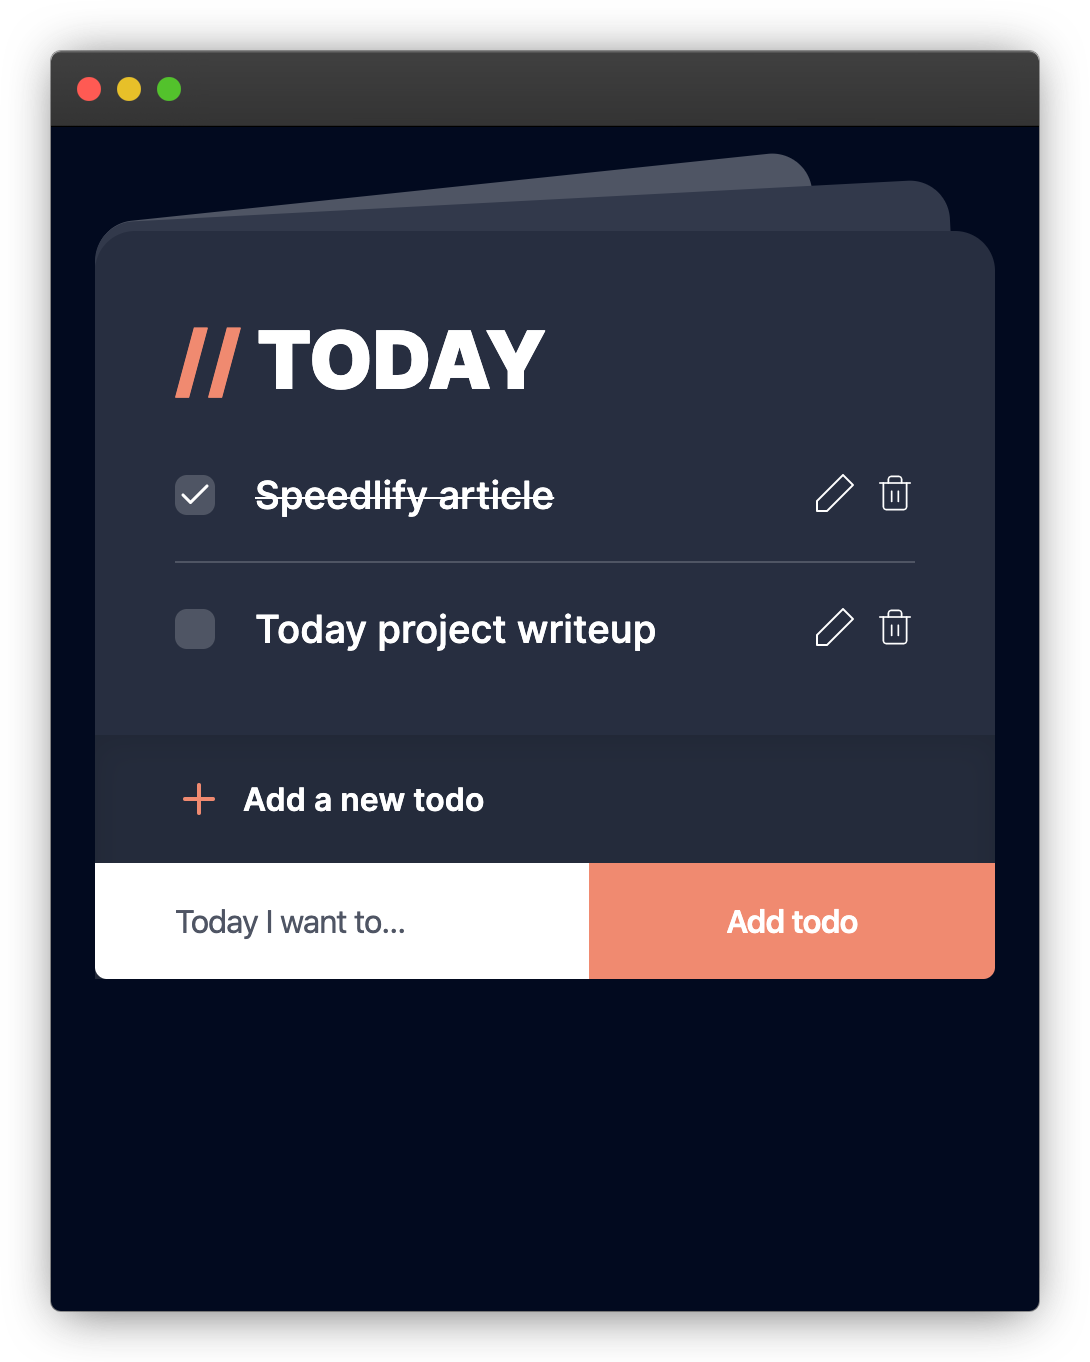 // TODAY
Speedlify article
Today project writeup
Add a new todo
Today I want to...
Add todo